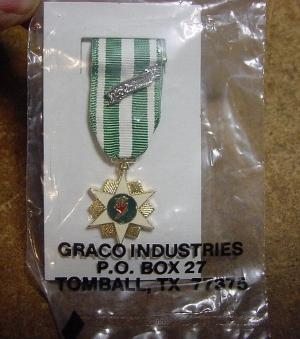 GRACO INDUSTRIES
P.O. BOX 27
TOMBALL, TX 77375